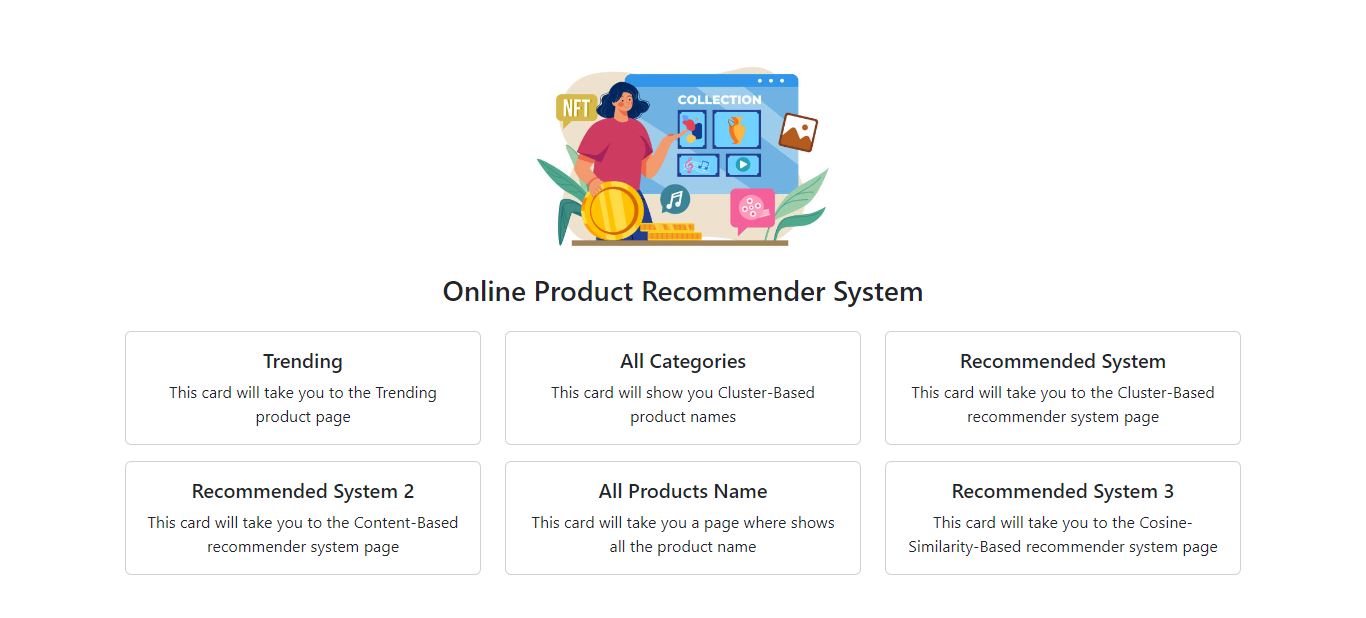 NFT
COLLECTION
Online Product Recommender System
Trending
This card will take you to the Trending
product page
All Categories
This card will show you Cluster-Based
product names
Recommended System
This card will take you to the Cluster-Based
recommender system page
Recommended System 2
This card will take you to the Content-Based
recommender system page
All Products Name
This card will take you a page where shows
all the product name
Recommended System 3
This card will take you to the Cosine-
Similarity-Based recommender system page